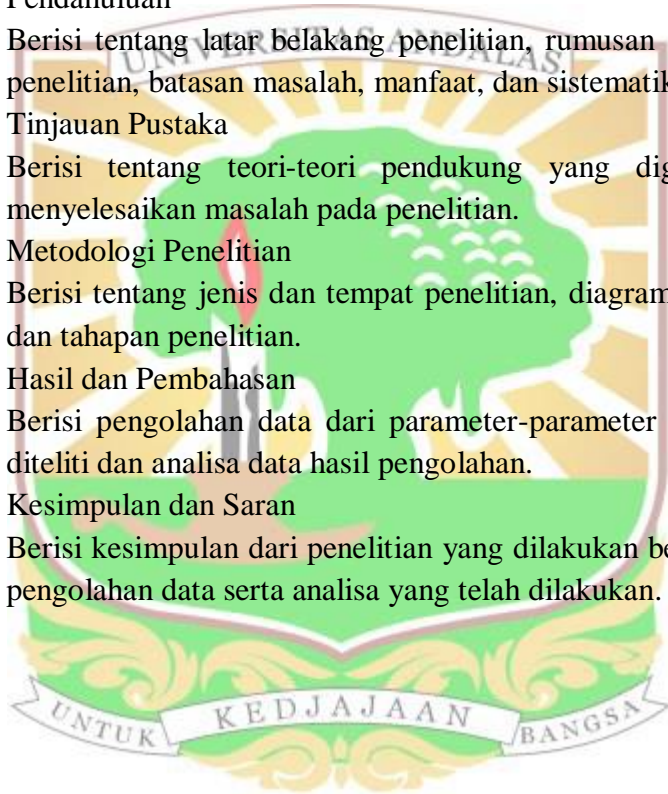 Pendahuluan
UNIVERSITAS ANDALAS
Berisi tentang latar belakang penelitian, rumusan
penelitian, batasan masalah, manfaat, dan
Tinjauan Pustaka
Berisi tentang teori-teori pendukung yang
menyelesaikan masalah pada penelitian.
Metodologi Penelitian
Berisi tentang jenis dan tempat penelitian, diagram
dan tahapan penelitian.
Hasil dan Pembahasan
Berisi pengolahan data dari parameter-parameter
diteliti dan analisa data hasil pengolahan.
Kesimpulan dan Saran
Berisi kesimpulan dari penelitian yang dilakukan
pengolahan data serta analisa yang telah dilakukan.
UNTUK KEDJAJAAN BANGSA